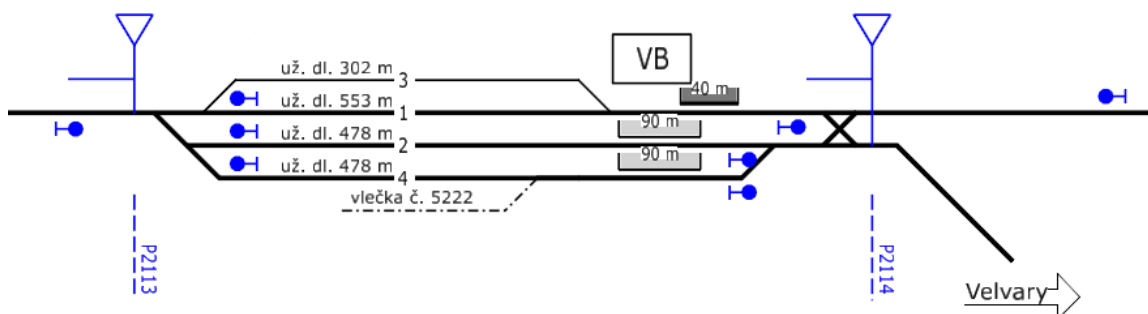 VB
už. dl. 302 m
3
40 m
už. dl. 553 m
1
už. dl. 478 m
2
90 m
už. dl. 478 m
4
90 m
vlečka č. 5222
P2113
P2114
Velvary